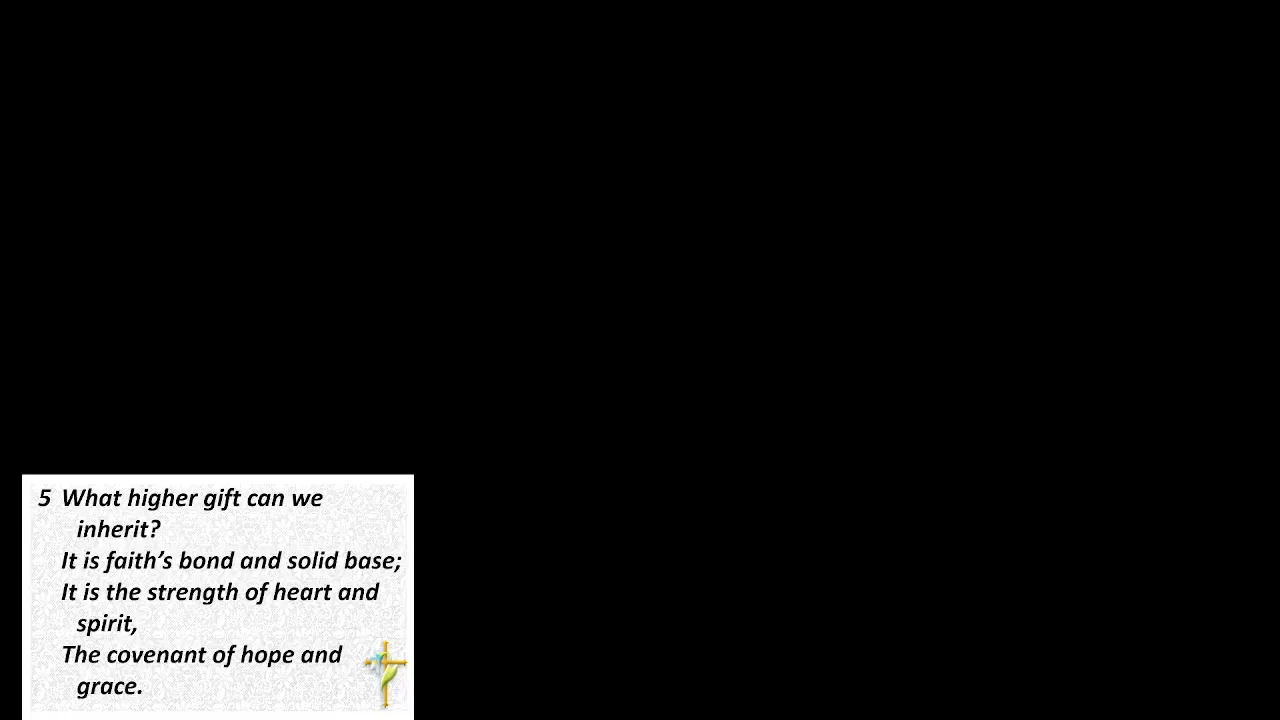 5 What higher gift can we
inherit?
It is faith’s bond and solid base;
It is the strength of heart and
spirit,
The covenant of hope and
grace.